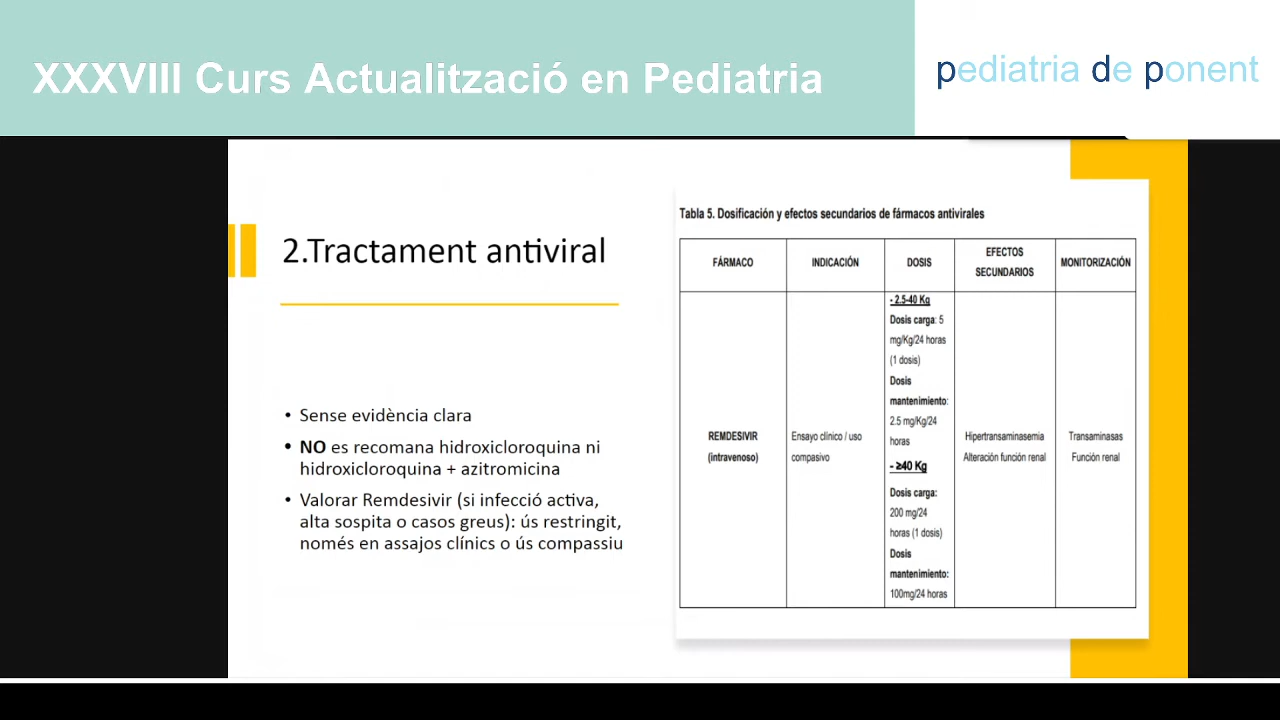 XXXVIII Curs Actualització en Pediatria
pediatria de ponent
2.Tractament antiviral
• Sense evidència clara
• NO es recomana hidroxicloroquina ni
hidroxicloroquina + azitromicina
• Valorar Remdesivir (si infecció activa,
alta sospita o casos greus): ús restringit,
només en assajos clínics o ús compassiu
Tabla 5. Dosificación y efectos secundarios de fármacos antivirales
FÁRMACO
INDICACIÓN
DOSIS
EFECTOS
SECUNDARIOS
MONITORIZACIÓN
REMDESIVIR
(intravenoso)
Ensayo clínico / uso
compasivo
- 2.5-40 Kg
Dosis carga: 5
mg/Kg/24 horas
(1 dosis)
Dosis
mantenimiento:
2.5 mg/Kg/24
horas
- ≥40 Kg
Dosis carga:
200 mg/24
horas (1 dosis)
Dosis
mantenimiento:
100mg/24 horas
Hipertransaminasemia
Alteración función renal
Transaminasas
Función renal